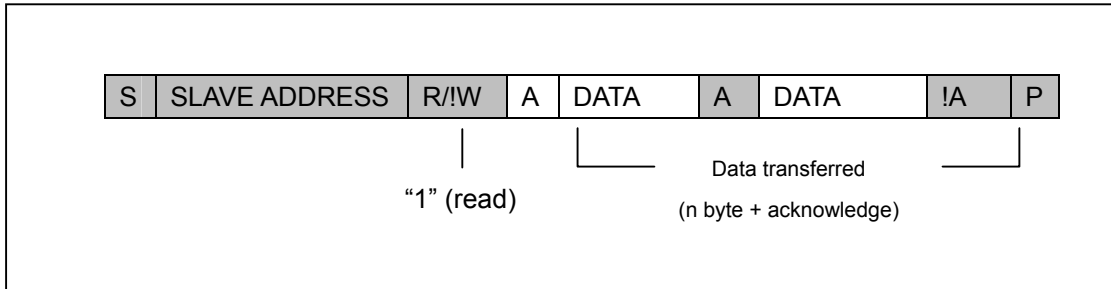 S SLAVE ADDRESS R/!W A DATA A DATA !A P
“1” (read)
Data transferred
(n byte + acknowledge)